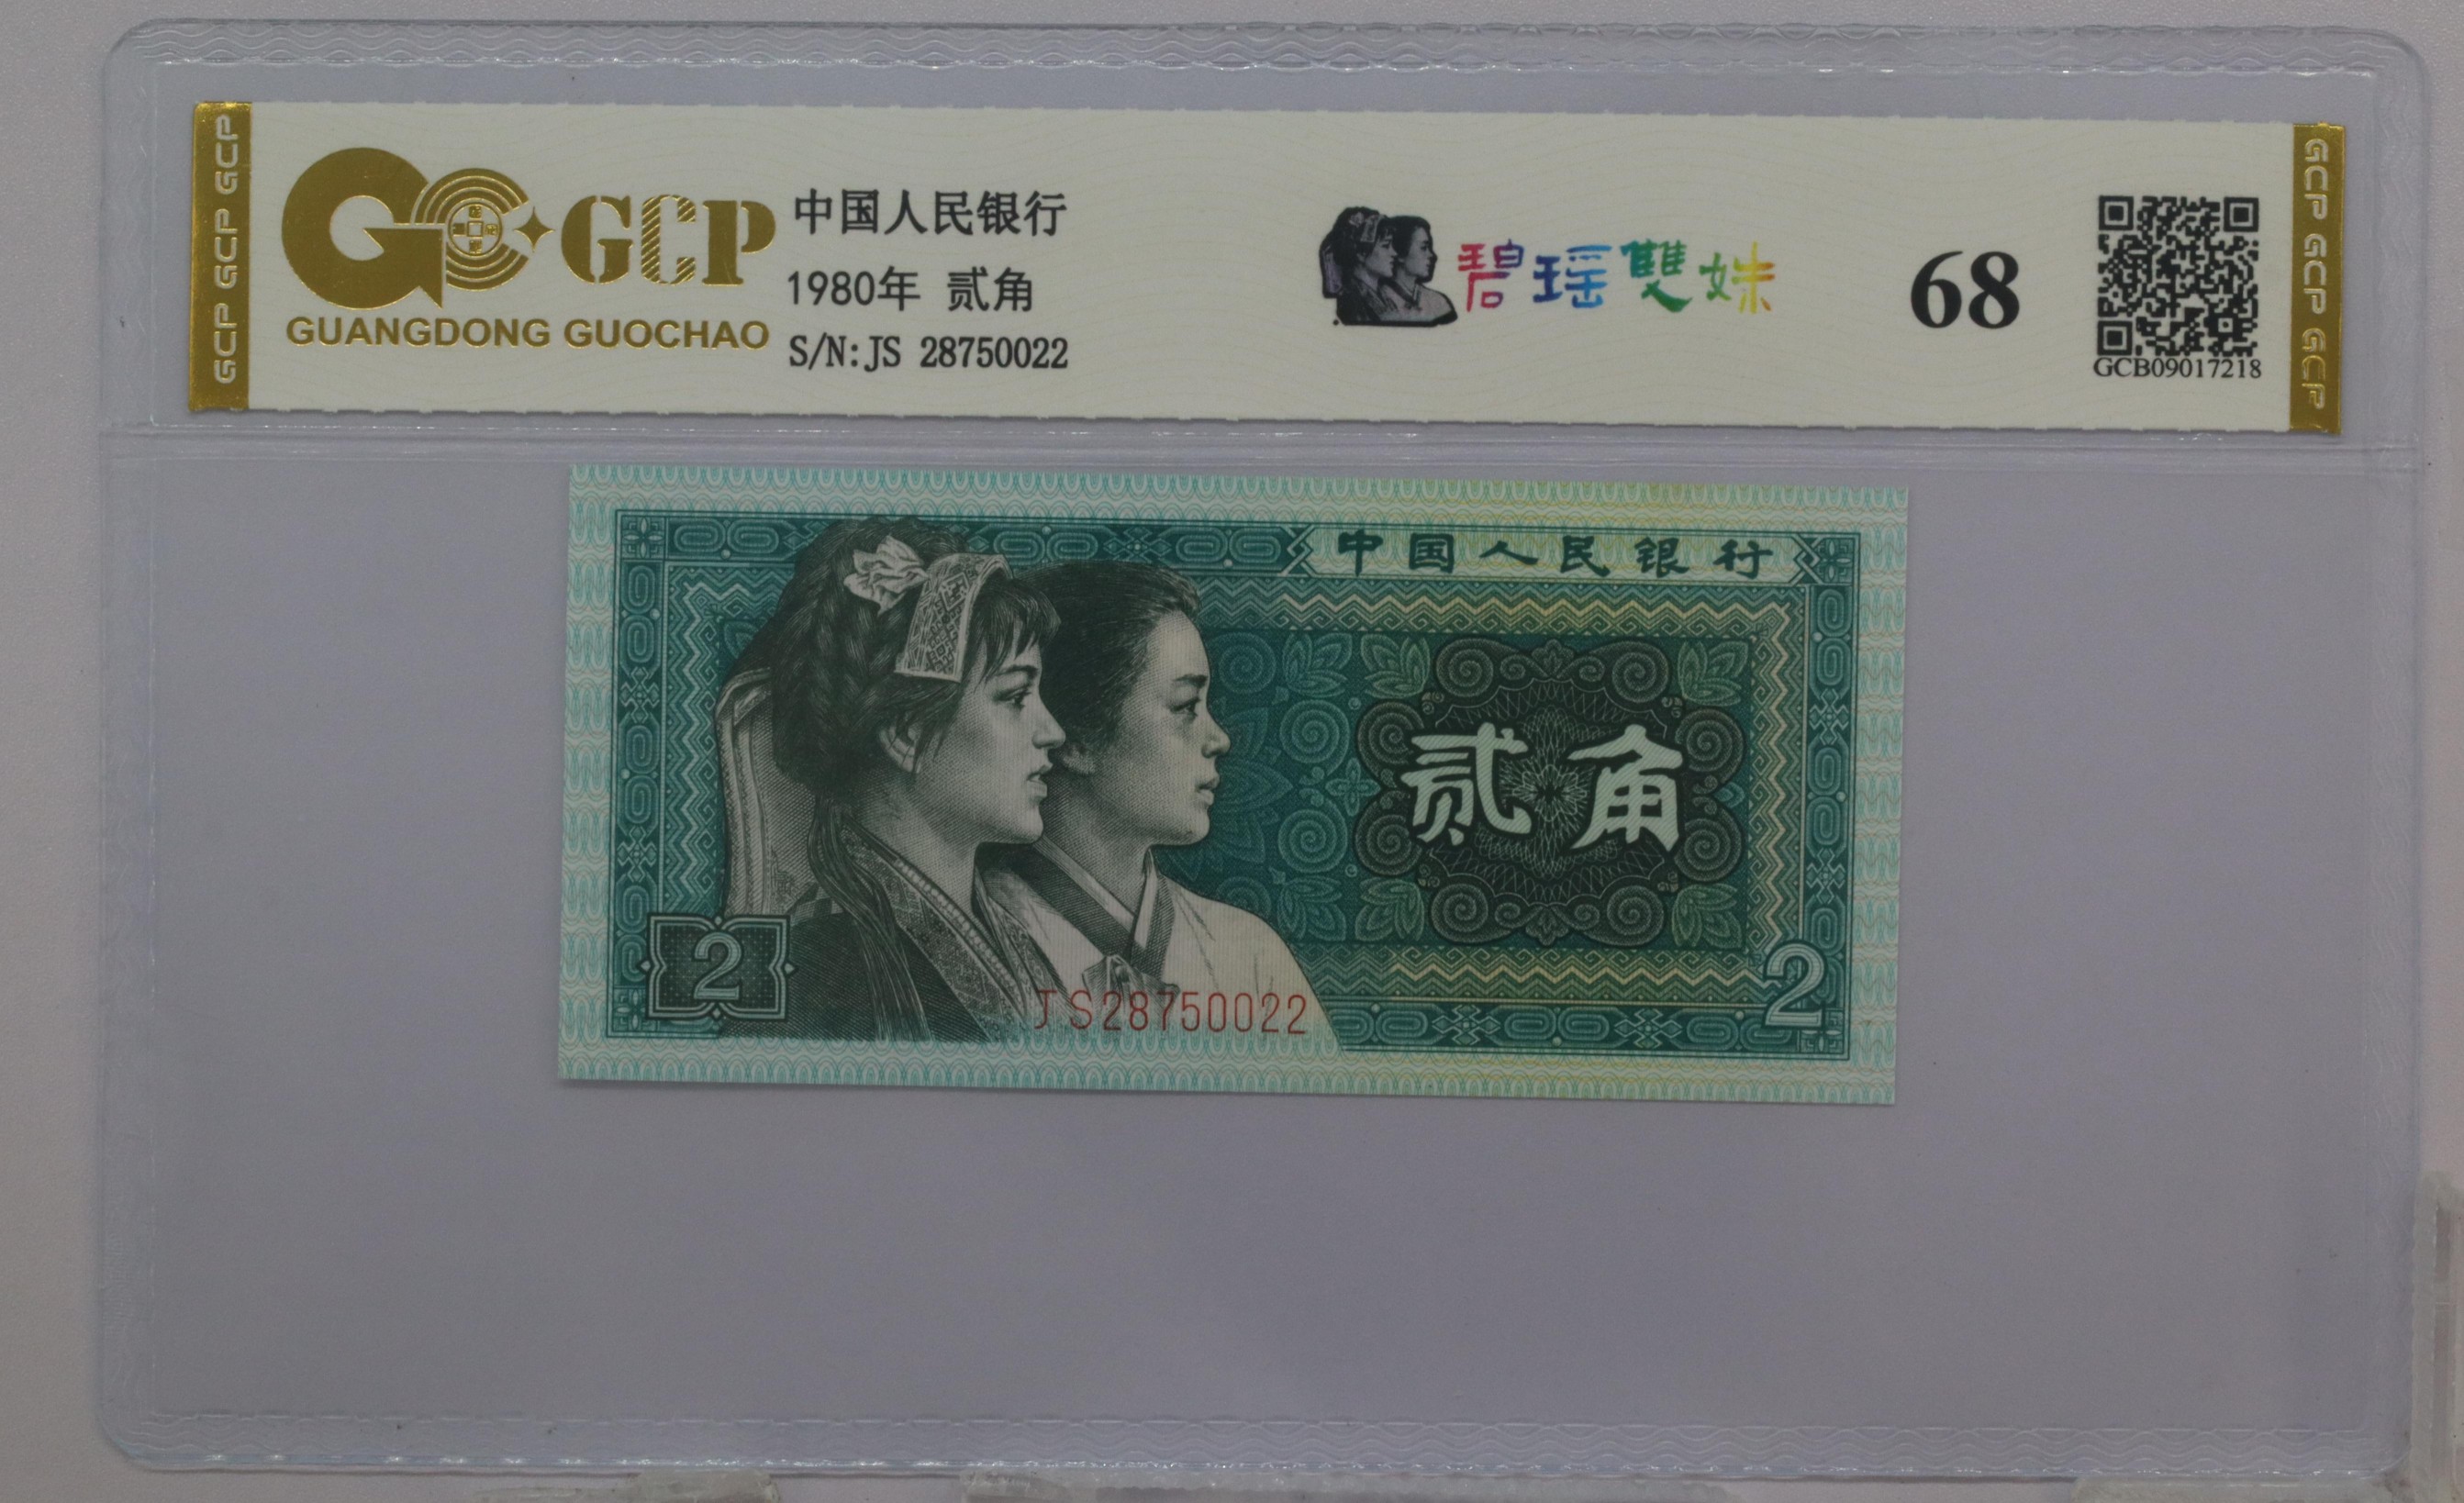 GCP GCP GCP
GCP
GUANGDONG GUOCHAO
中国人民银行
1980年 贰角
S/N:JS 28750022
碧瑶雙姝
68
GCB09017218
GCP GCP GCP
中国人民银行
贰角
2
JS28750022
2